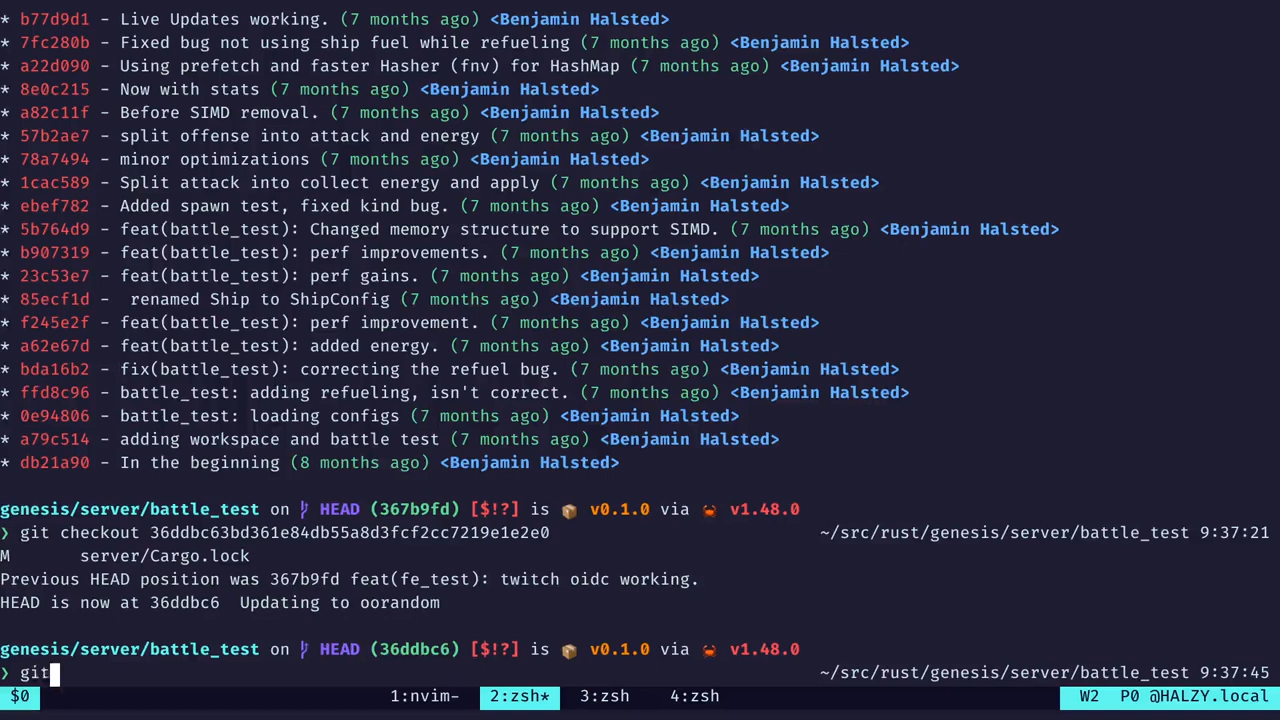 * b77d9d1 - Live Updates working. (7 months ago) <Benjamin Halsted>
* 7fc280b - Fixed bug not using ship fuel while refueling (7 months ago) <Benjamin Halsted>
* a22d090 - Using prefetch and faster Hasher (fnv) for HashMap (7 months ago) <Benjamin Halsted>
* 8e0c215 - Now with stats (7 months ago) <Benjamin Halsted>
* a82c11f - Before SIMD removal. (7 months ago) <Benjamin Halsted>
* 57b2ae7 - split offense into attack and energy (7 months ago) <Benjamin Halsted>
* 78a7494 - minor optimizations (7 months ago) <Benjamin Halsted>
* 1cac589 - Split attack into collect energy and apply (7 months ago) <Benjamin Halsted>
* ebef782 - Added spawn test, fixed kind bug. (7 months ago) <Benjamin Halsted>
* 5b764d9 - feat(battle_test): Changed memory structure to support SIMD. (7 months ago) <Benjamin Halsted>
* b907319 - feat(battle_test): perf improvements. (7 months ago) <Benjamin Halsted>
* 23c53e7 - feat(battle_test): perf gains. (7 months ago) <Benjamin Halsted>
* 85ecf1d -  renamed Ship to ShipConfig (7 months ago) <Benjamin Halsted>
* f245e2f - feat(battle_test): perf improvement. (7 months ago) <Benjamin Halsted>
* a62e67d - feat(battle_test): added energy. (7 months ago) <Benjamin Halsted>
* bda16b2 - fix(battle_test): correcting the refuel bug. (7 months ago) <Benjamin Halsted>
* ffd8c96 - battle_test: adding refueling, isn't correct. (7 months ago) <Benjamin Halsted>
* 0e94806 - battle_test: loading configs (7 months ago) <Benjamin Halsted>
* a79c514 - adding workspace and battle test (7 months ago) <Benjamin Halsted>
* db21a90 - In the beginning (8 months ago) <Benjamin Halsted>
genesis/server/battle_test on HEAD (367b9fd) [$!?] is 📦 v0.1.0 via 🦀 v1.48.0
❯ git checkout 36ddbc63bd361e84db55a8d3fcf2cc7219e1e2e0 ~/src/rust/genesis/server/battle_test 9:37:21
M server/Cargo.lock
Previous HEAD position was 367b9fd feat(fe_test): twitch oidc working.
HEAD is now at 36ddbc6  Updating to oorandom
genesis/server/battle_test on HEAD (36ddbc6) [$!?] is 📦 v0.1.0 via 🦀 v1.48.0
❯ git ~/src/rust/genesis/server/battle_test 9:37:45
$0 1:nvim- 2:zsh* 3:zsh 4:zsh W2 P0 @HALZY.local